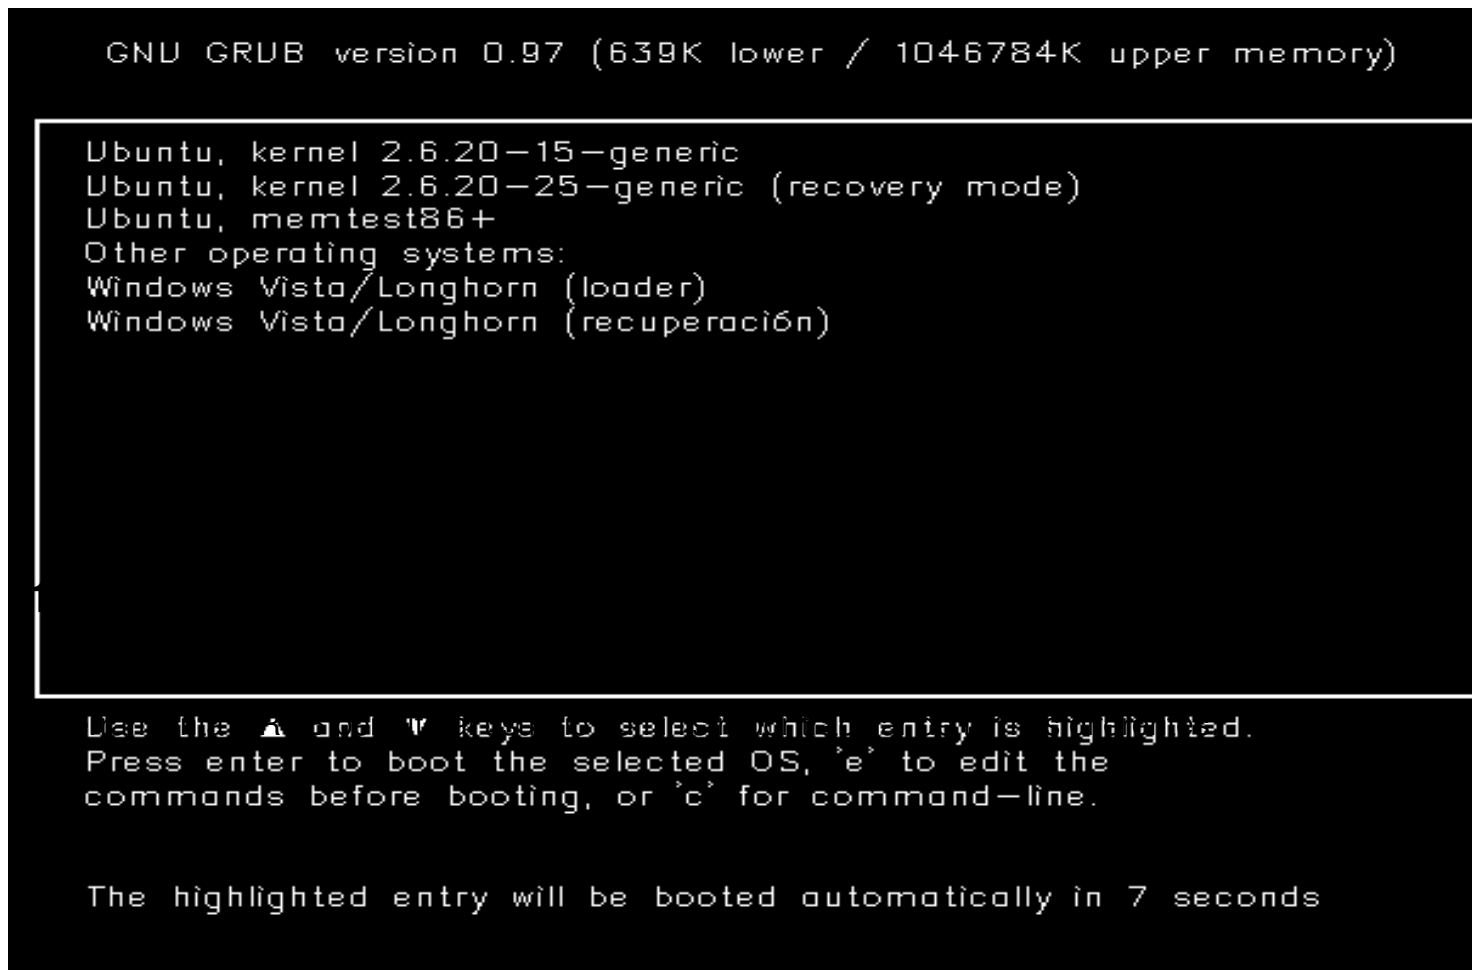 GNU GRUB version 0.97 (639K lower / 1046784K upper memory)
Ubuntu, kernel 2.6.20-15-generic
Ubuntu, kernel 2.6.20-25-generic (recovery mode)
Ubuntu, memtest86+
Other operating systems:
Windows Vista/Longhorn (loader)
Windows Vista/Longhorn (recuperación)
Use the ▲ and ▼ keys to select which entry is highlighted.
Press enter to boot the selected OS, 'e' to edit the
commands before booting, or 'c' for command-line.
The highlighted entry will be booted automatically in 7 seconds